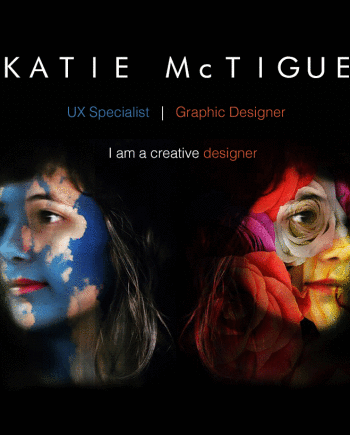 KATIE McTIGUE
UX Specialist | Graphic Designer
I am a creative designer